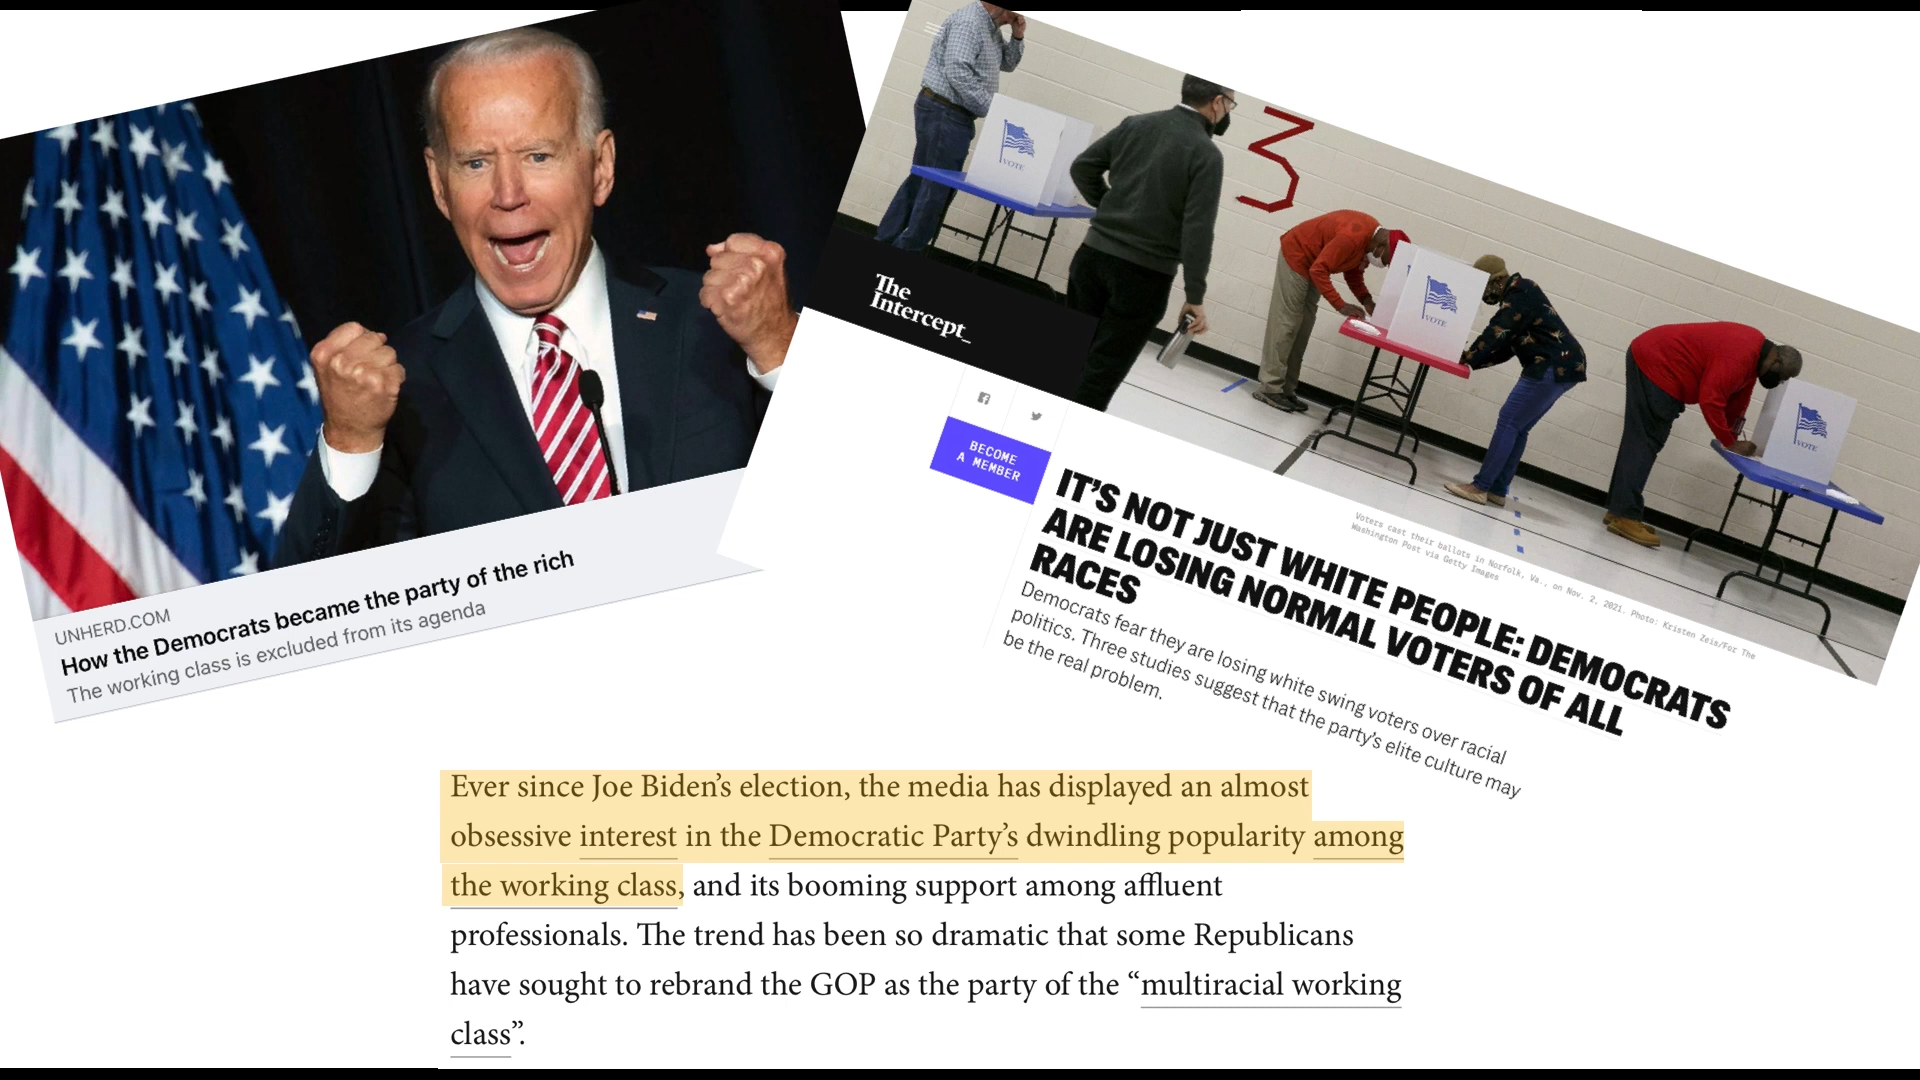 UNHERD.COM
How the Democrats became the party of the rich
The working class is excluded from its agenda
VOTE
VOTE
VOTE
3
The
Intercept_
BECOME
A MEMBER
Voters cast their ballots in Norfolk, Va., on Nov. 2, 2021. Photo: Kristen Zeis/For The
Washington Post via Getty Images
IT’S NOT JUST WHITE PEOPLE: DEMOCRATS
ARE LOSING NORMAL VOTERS OF ALL
RACES
Democrats fear they are losing white swing voters over racial
politics. Three studies suggest that the party’s elite culture may
be the real problem.
Ever since Joe Biden’s election, the media has displayed an almost
obsessive interest in the Democratic Party’s dwindling popularity among
the working class, and its booming support among affluent
professionals. The trend has been so dramatic that some Republicans
have sought to rebrand the GOP as the party of the “multiracial working
class”.